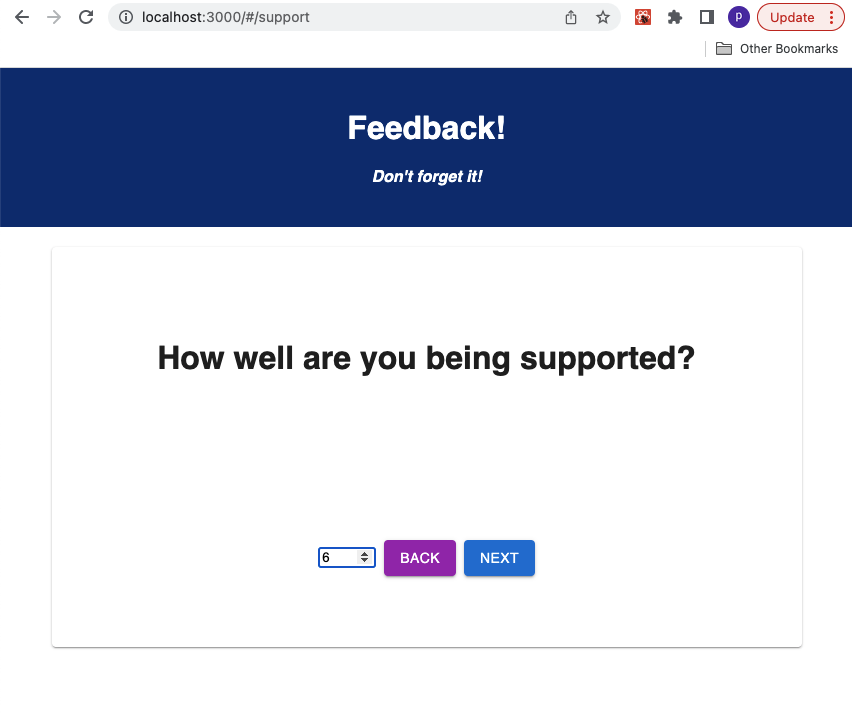 localhost:3000/#/support
p
Update
Other Bookmarks
Feedback!
Don't forget it!
How well are you being supported?
6
BACK
NEXT